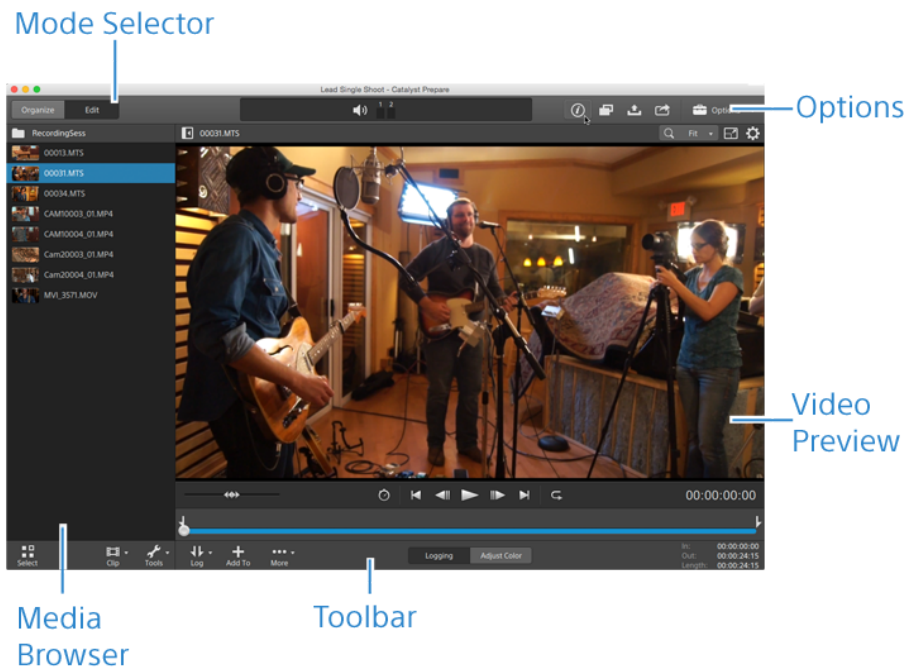 Mode Selector
Lead Single Shoot - Catalyst Prepare
Organize Edit
1 2
Options
Options
RecordingSess
00031.MTS
Fit
00013.MTS
00031.MTS
00034.MTS
CAM10003_01.MP4
CAM10004_01.MP4
Cam20003_01.MP4
Cam20004_01.MP4
MVI_3571.MOV
Video
Preview
00:00:00:00
Select Clip Tools Log Add To More
Logging Adjust Color
In: 00:00:00:00
Out: 00:00:24:15
Length: 00:00:24:15
Media
Browser
Toolbar